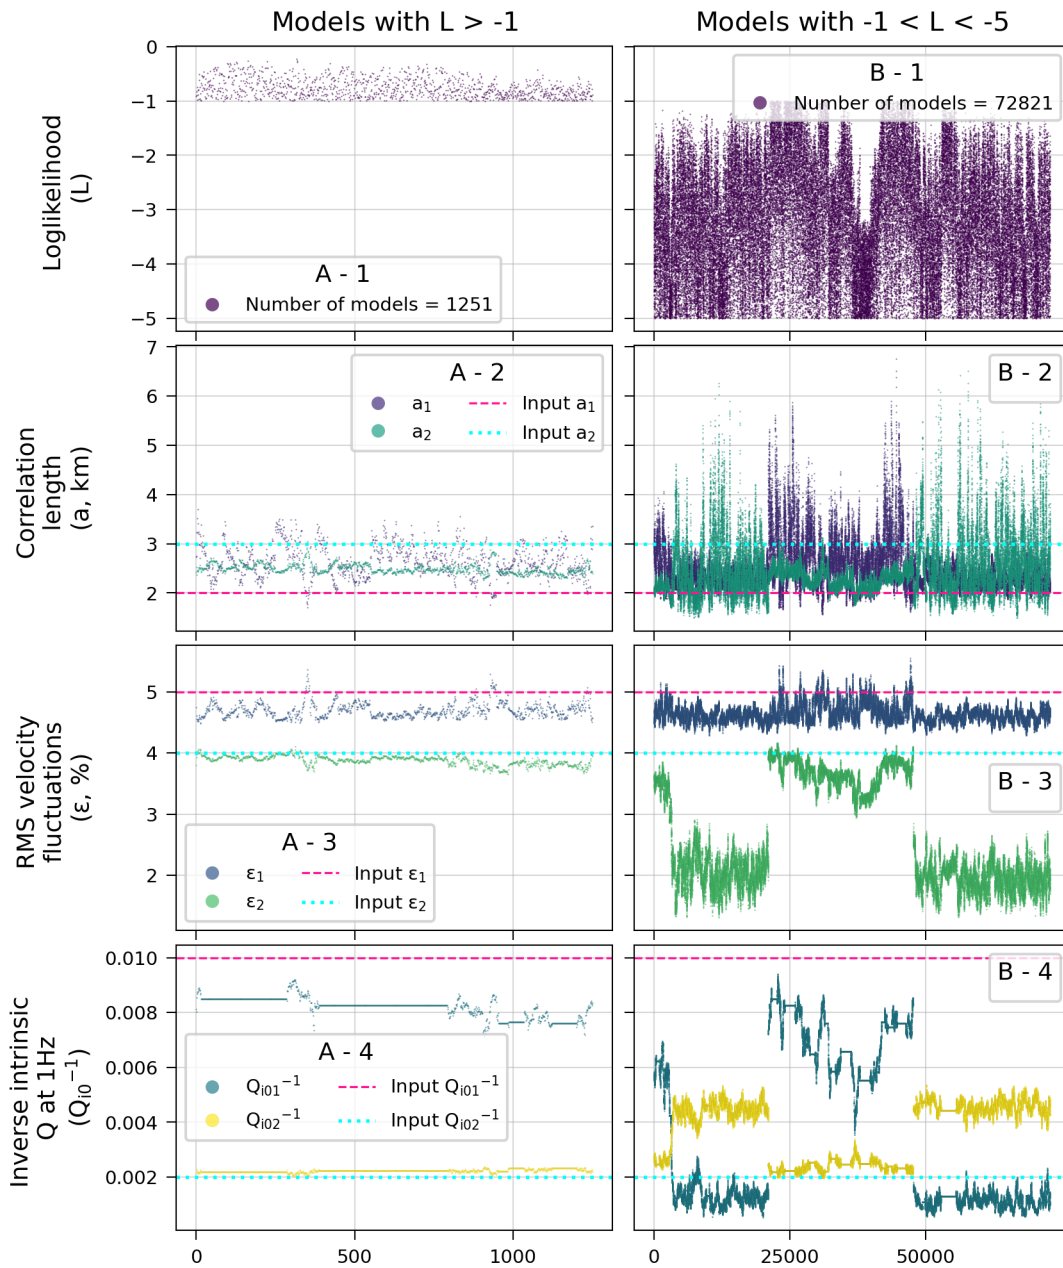 Models with L > -1
Models with -1 < L < -5
Loglikelihood
(L)
0
−1
−2
−3
−4
−5
A - 1
Number of models = 1251
B - 1
Number of models = 72821
Correlation
length
(a, km)
7
6
5
4
3
2
A - 2
a₁
Input a₁
a₂
Input a₂
B - 2
RMS velocity
fluctuations
(ε, %)
5
4
3
2
A - 3
ε₁
Input ε₁
ε₂
Input ε₂
B - 3
Inverse intrinsic
Q at 1Hz
(Qᵢ₀⁻¹)
0.010
0.008
0.006
0.004
0.002
A - 4
Qᵢ₀₁⁻¹
Input Qᵢ₀₁⁻¹
Qᵢ₀₂⁻¹
Input Qᵢ₀₂⁻¹
B - 4
0
500
1000
0
25000
50000